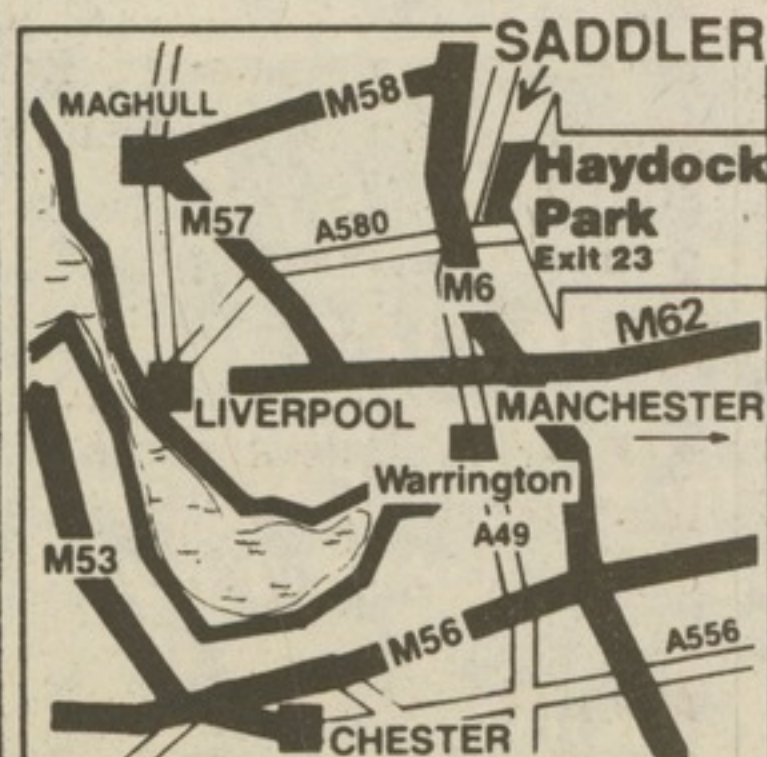 SADDLER
MAGHULL
M58
Haydock
Park
Exit 23
M57
A580
M6
M62
LIVERPOOL
MANCHESTER
Warrington
A49
M53
M56
A556
CHESTER